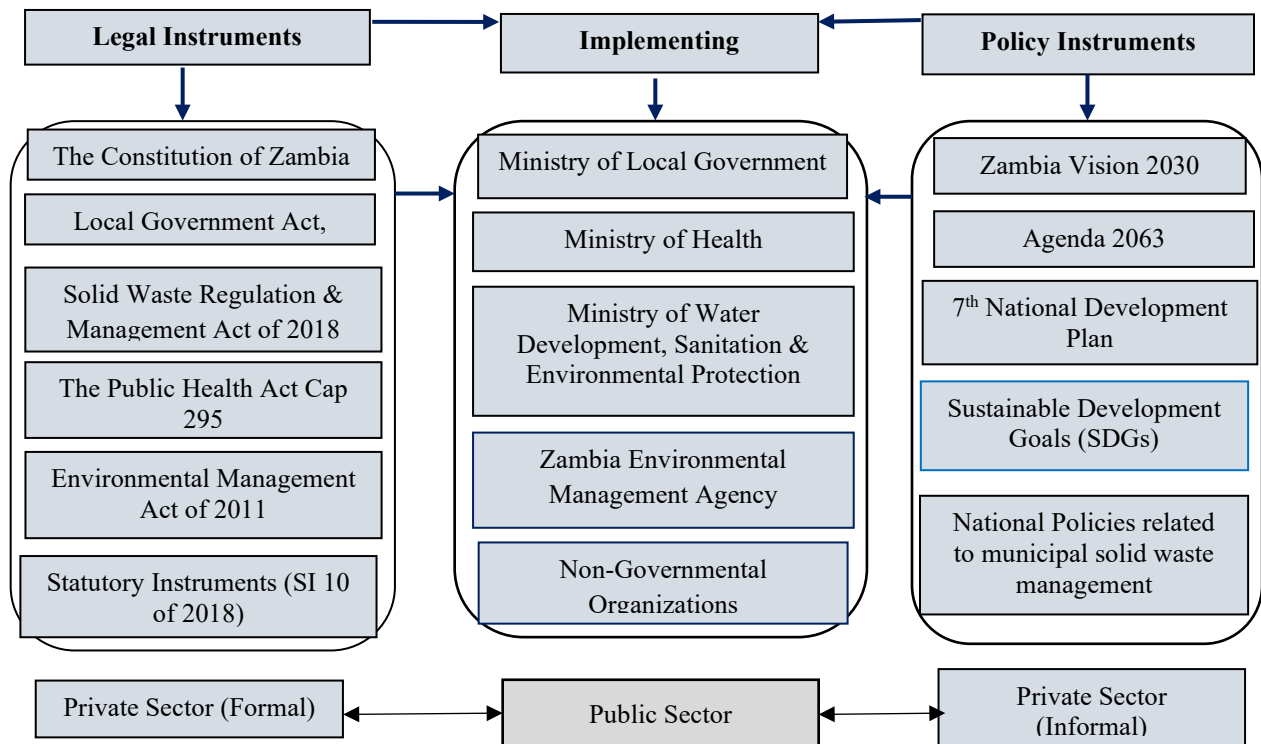 Legal Instruments
Implementing
Policy Instruments
The Constitution of Zambia
Local Government Act,
Solid Waste Regulation &
Management Act of 2018
The Public Health Act Cap
295
Environmental Management
Act of 2011
Statutory Instruments (SI 10
of 2018)
Ministry of Local Government
Ministry of Health
Ministry of Water
Development, Sanitation &
Environmental Protection
Zambia Environmental
Management Agency
Non-Governmental
Organizations
Zambia Vision 2030
Agenda 2063
7th National Development
Plan
Sustainable Development
Goals (SDGs)
National Policies related
to municipal solid waste
management
Private Sector (Formal)
Public Sector
Private Sector
(Informal)